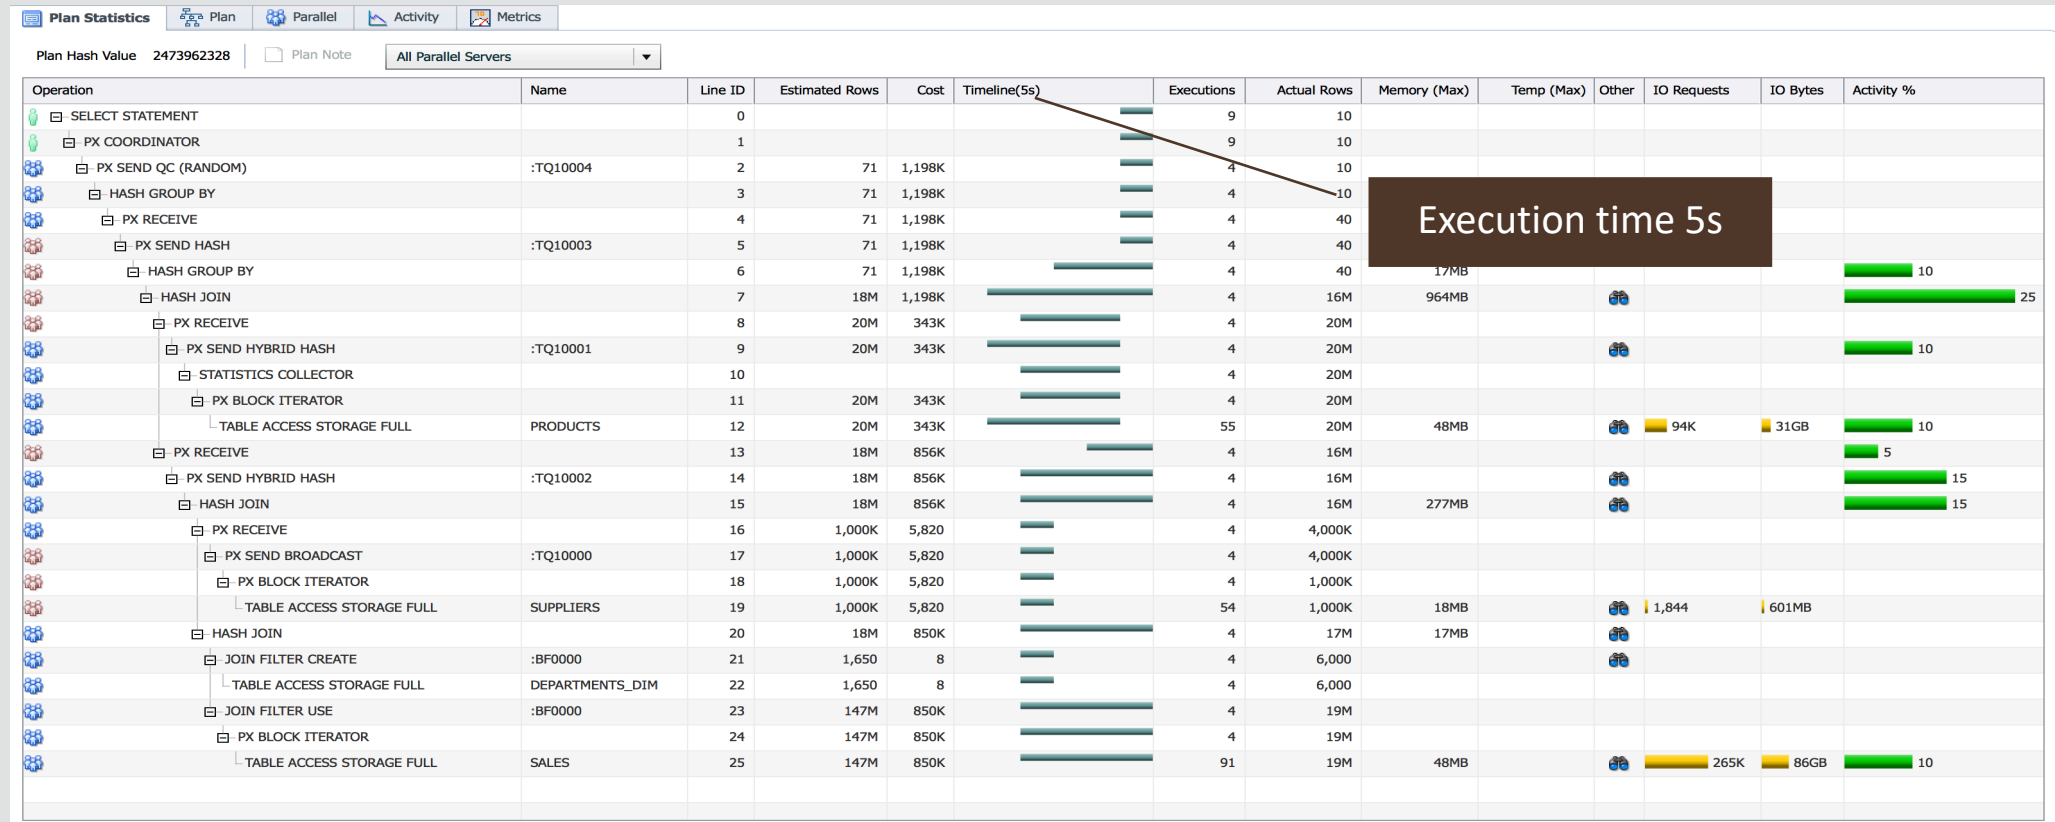 Plan Statistics Plan Parallel Activity Metrics
Plan Hash Value 2473962328 Plan Note All Parallel Servers
Operation Name Line ID Estimated Rows Cost Timeline(5s) Executions Actual Rows Memory (Max) Temp (Max) Other IO Requests IO Bytes Activity %
SELECT STATEMENT 0 9 10
PX COORDINATOR 1 9 10
PX SEND QC (RANDOM) :TQ10004 2 71 1,198K 4 10
HASH GROUP BY 3 71 1,198K 4 10
Execution time 5s
PX RECEIVE 4 71 1,198K 4 40
PX SEND HASH :TQ10003 5 71 1,198K 4 40
HASH GROUP BY 6 71 1,198K 4 40 17MB 10
HASH JOIN 7 18M 1,198K 4 16M 964MB 25
PX RECEIVE 8 20M 343K 4 20M
PX SEND HYBRID HASH :TQ10001 9 20M 343K 4 20M 10
STATISTICS COLLECTOR 10 4 20M
PX BLOCK ITERATOR 11 20M 343K 4 20M
TABLE ACCESS STORAGE FULL PRODUCTS 12 20M 343K 55 20M 48MB 94K 31GB 10
PX RECEIVE 13 18M 856K 4 16M 5
PX SEND HYBRID HASH :TQ10002 14 18M 856K 4 16M 15
HASH JOIN 15 18M 856K 4 16M 277MB 15
PX RECEIVE 16 1,000K 5,820 4 4,000K
PX SEND BROADCAST :TQ10000 17 1,000K 5,820 4 4,000K
PX BLOCK ITERATOR 18 1,000K 5,820 4 1,000K
TABLE ACCESS STORAGE FULL SUPPLIERS 19 1,000K 5,820 54 1,000K 18MB 1,844 601MB
HASH JOIN 20 18M 850K 4 17M 17MB
JOIN FILTER CREATE :BF0000 21 1,650 8 4 6,000
TABLE ACCESS STORAGE FULL DEPARTMENTS_DIM 22 1,650 8 4 6,000
JOIN FILTER USE :BF0000 23 147M 850K 4 19M
PX BLOCK ITERATOR 24 147M 850K 4 19M
TABLE ACCESS STORAGE FULL SALES 25 147M 850K 91 19M 48MB 265K 86GB 10